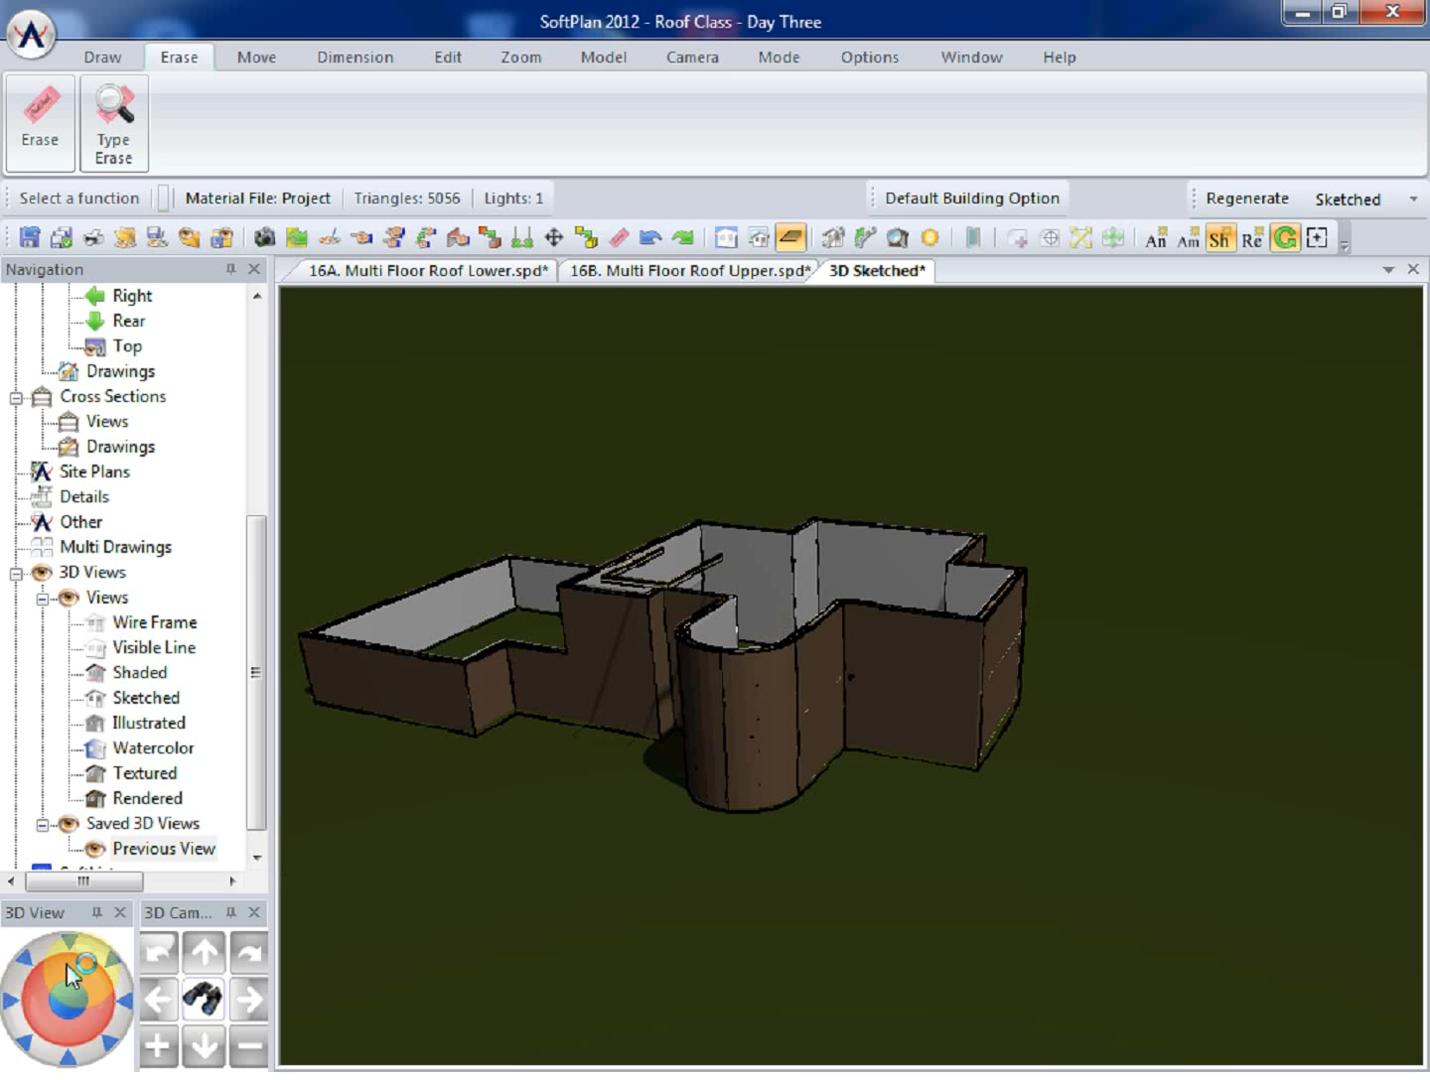 SoftPlan 2012 - Roof Class - Day Three
Draw Erase Move Dimension Edit Zoom Model Camera Mode Options Window Help
Erase
Type
Erase
Select a function Material File: Project Triangles: 5056 Lights: 1 Default Building Option Regenerate Sketched
An Am Sh Re
Navigation
16A. Multi Floor Roof Lower.spd* 16B. Multi Floor Roof Upper.spd* 3D Sketched*
Right
Rear
Top
Drawings
Cross Sections
Views
Drawings
Site Plans
Details
Other
Multi Drawings
3D Views
Views
Wire Frame
Visible Line
Shaded
Sketched
Illustrated
Watercolor
Textured
Rendered
Saved 3D Views
Previous View
3D View 3D Cam...